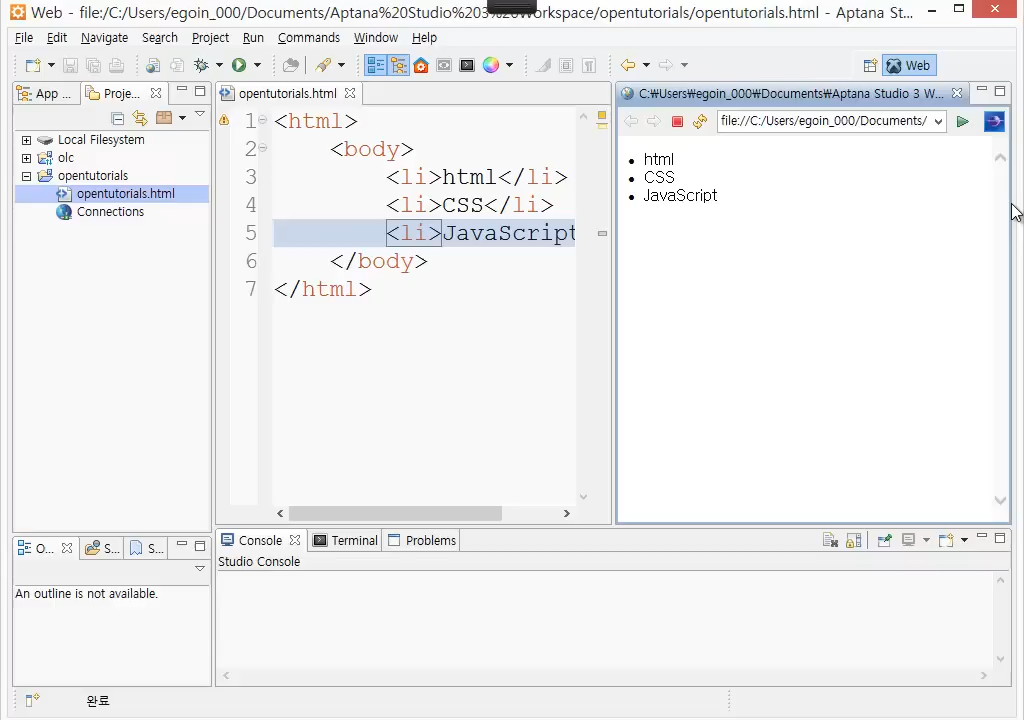 Web - file:/C:/Users/egoin_000/Documents/Aptana%20Studio%203%20Workspace/opentutorials/opentutorials.html - Aptana St...
File Edit Navigate Search Project Run Commands Window Help
Web
App ... Proje...
opentutorials.html
C:₩Users₩egoin_000₩Documents₩Aptana Studio 3 W...
file://C:/Users/egoin_000/Documents/
Local Filesystem
olc
opentutorials
opentutorials.html
Connections
1 <html>
2 <body>
3 <li>html</li>
4 <li>CSS</li>
5 <li>JavaScript
6 </body>
7 </html>
• html
• CSS
• JavaScript
O... S... S...
An outline is not available.
Console Terminal Problems
Studio Console
완료